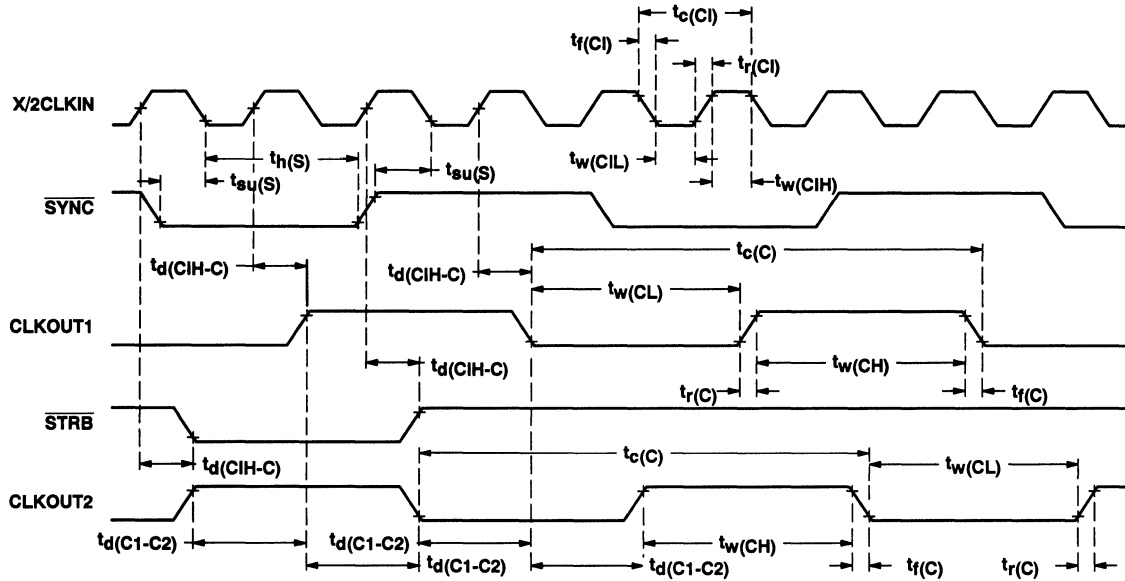 t_c(CI)
t_f(CI)
t_r(CI)
X/2CLKIN
t_h(S)
t_su(S)
t_su(S)
t_w(CIL)
t_w(CIH)
SYNC
t_c(C)
t_d(CIH-C)
t_d(CIH-C)
t_w(CL)
CLKOUT1
t_d(CIH-C)
t_w(CH)
t_r(C)
t_f(C)
STRB
t_d(CIH-C)
t_c(C)
t_w(CL)
CLKOUT2
t_d(C1-C2)
t_d(C1-C2)
t_w(CH)
t_d(C1-C2)
t_d(C1-C2)
t_f(C)
t_r(C)